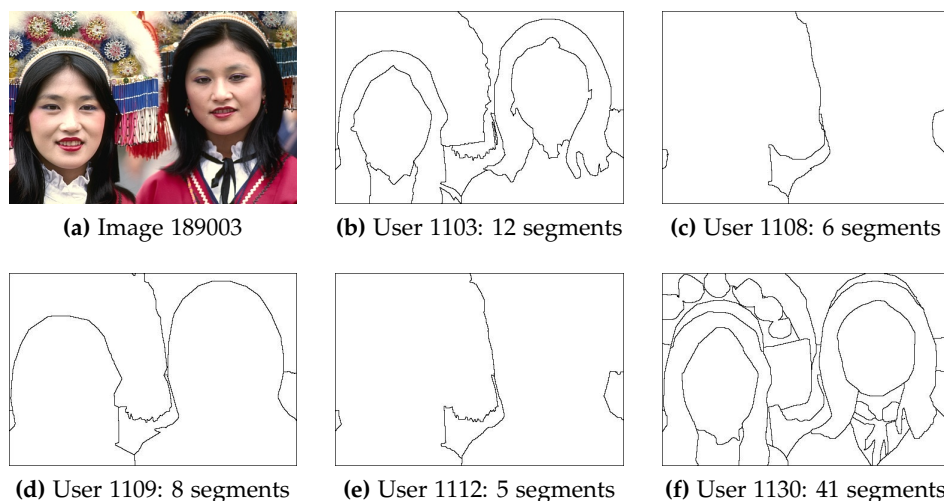 (a) Image 189003
(b) User 1103: 12 segments
(c) User 1108: 6 segments
(d) User 1109: 8 segments
(e) User 1112: 5 segments
(f) User 1130: 41 segments